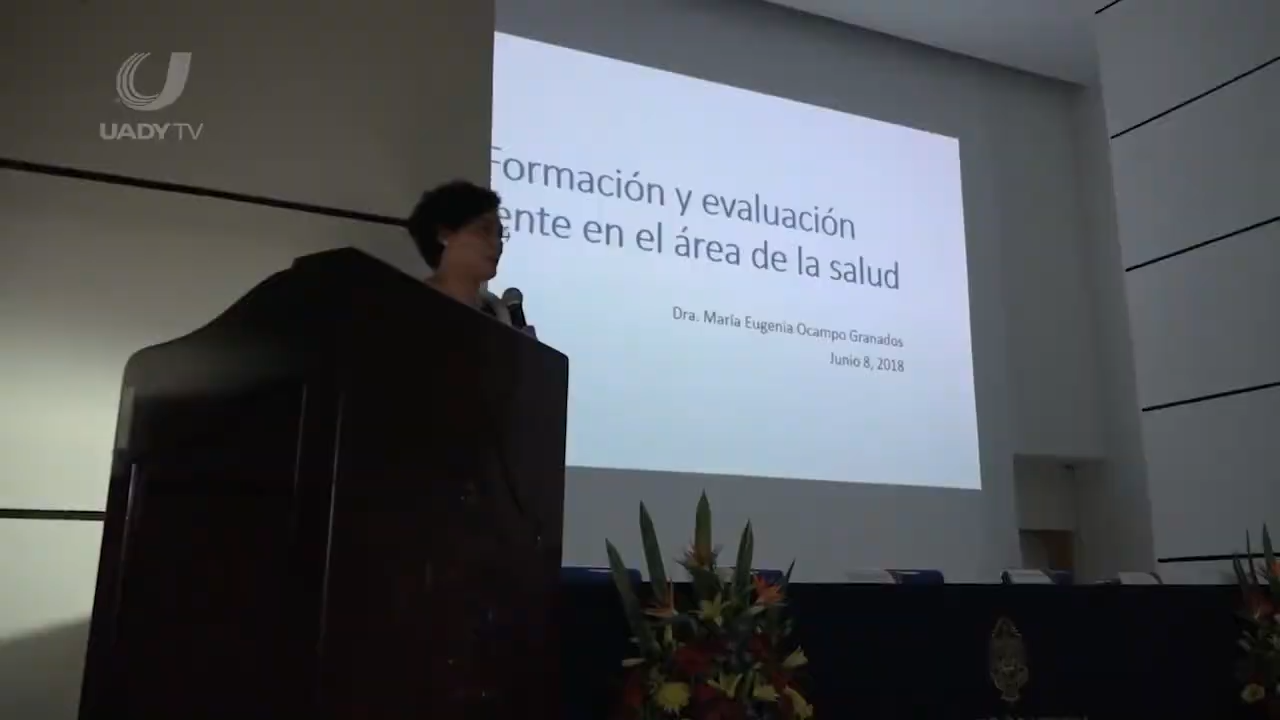 UADY TV
Formación y evaluación
ente en el área de la salud
Dra. María Eugenia Ocampo Granados
Junio 8, 2018